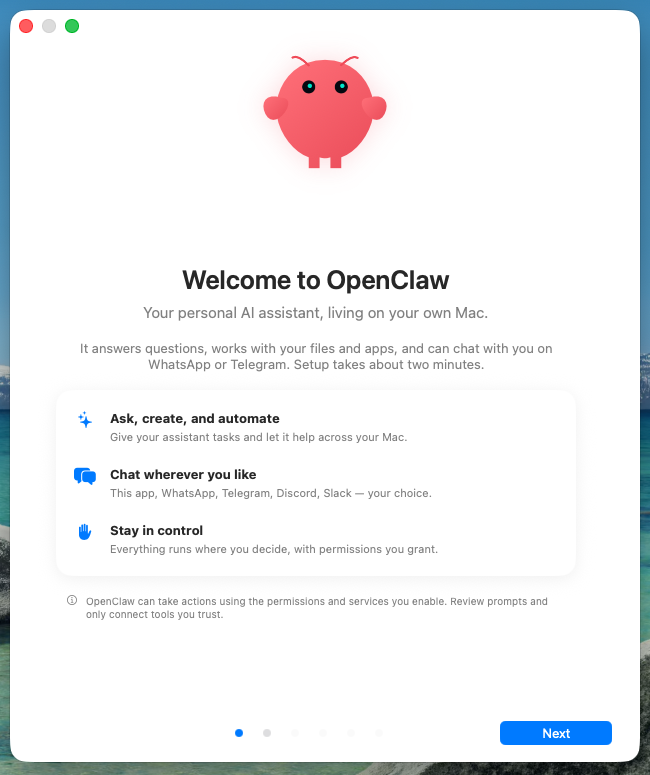 Welcome to OpenClaw
Your personal AI assistant, living on your own Mac.
It answers questions, works with your files and apps, and can chat with you on
WhatsApp or Telegram. Setup takes about two minutes.
Ask, create, and automate
Give your assistant tasks and let it help across your Mac.
Chat wherever you like
This app, WhatsApp, Telegram, Discord, Slack — your choice.
Stay in control
Everything runs where you decide, with permissions you grant.
OpenClaw can take actions using the permissions and services you enable. Review prompts and
only connect tools you trust.
Next